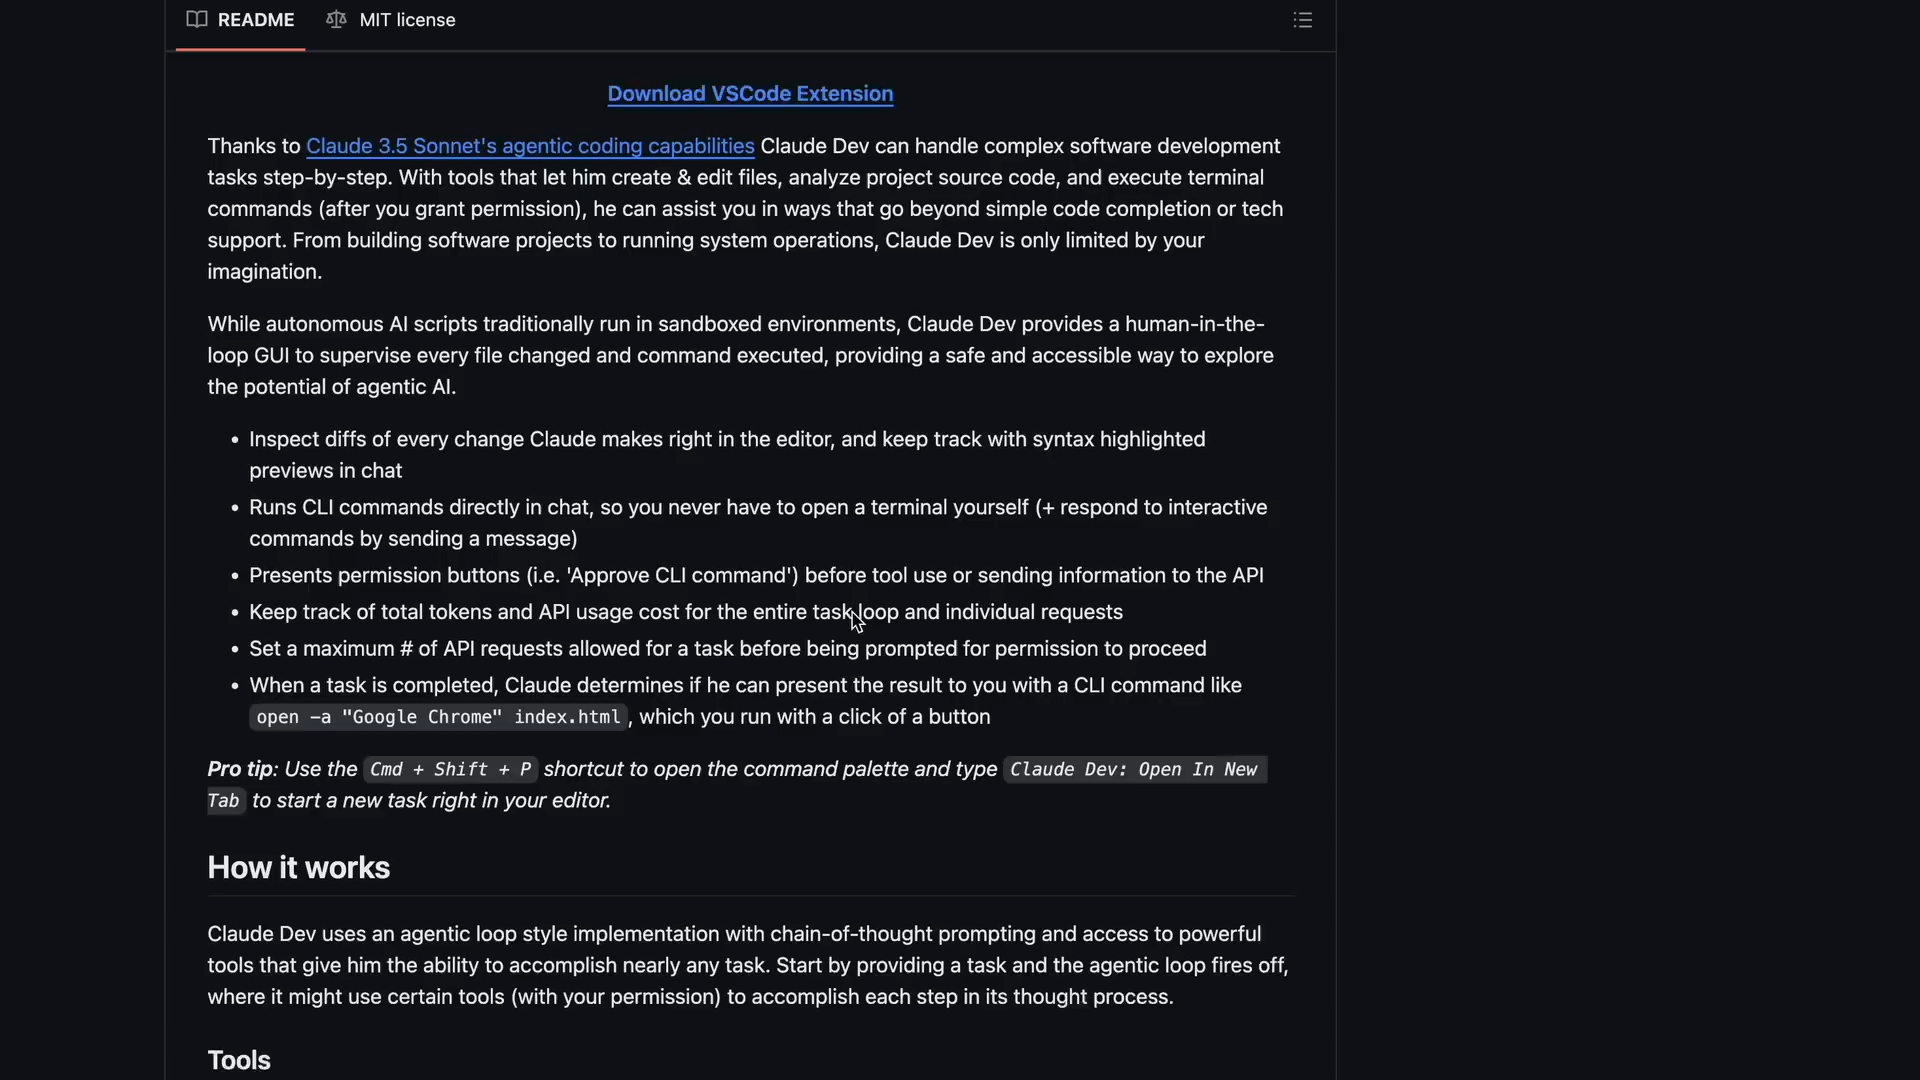 README
MIT license
Download VSCode Extension
Thanks to Claude 3.5 Sonnet's agentic coding capabilities Claude Dev can handle complex software development
tasks step-by-step. With tools that let him create & edit files, analyze project source code, and execute terminal
commands (after you grant permission), he can assist you in ways that go beyond simple code completion or tech
support. From building software projects to running system operations, Claude Dev is only limited by your
imagination.
While autonomous AI scripts traditionally run in sandboxed environments, Claude Dev provides a human-in-the-
loop GUI to supervise every file changed and command executed, providing a safe and accessible way to explore
the potential of agentic AI.
• Inspect diffs of every change Claude makes right in the editor, and keep track with syntax highlighted
previews in chat
• Runs CLI commands directly in chat, so you never have to open a terminal yourself (+ respond to interactive
commands by sending a message)
• Presents permission buttons (i.e. 'Approve CLI command') before tool use or sending information to the API
• Keep track of total tokens and API usage cost for the entire task loop and individual requests
• Set a maximum # of API requests allowed for a task before being prompted for permission to proceed
• When a task is completed, Claude determines if he can present the result to you with a CLI command like
open -a "Google Chrome" index.html , which you run with a click of a button
Pro tip: Use the Cmd + Shift + P shortcut to open the command palette and type Claude Dev: Open In New
Tab to start a new task right in your editor.
How it works
Claude Dev uses an agentic loop style implementation with chain-of-thought prompting and access to powerful
tools that give him the ability to accomplish nearly any task. Start by providing a task and the agentic loop fires off,
where it might use certain tools (with your permission) to accomplish each step in its thought process.
Tools